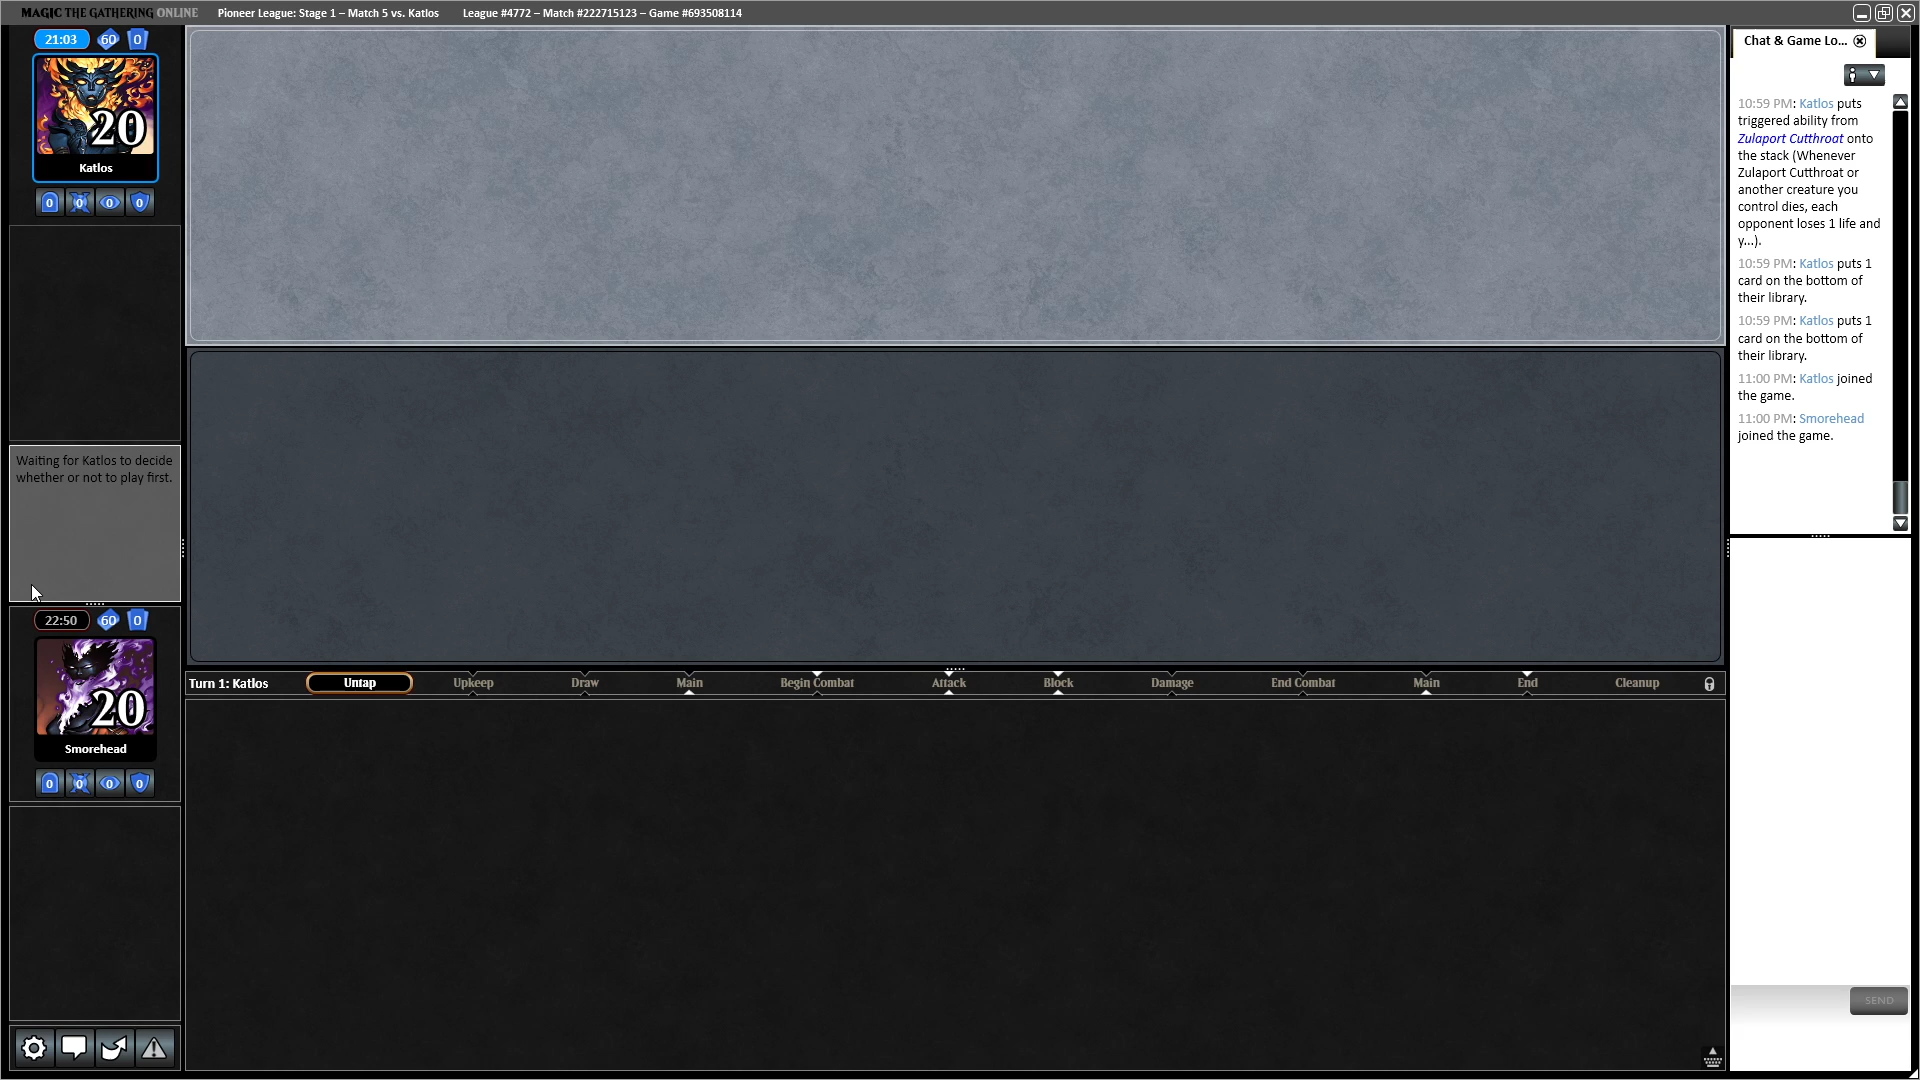 MAGIC THE GATHERING ONLINE Pioneer League: Stage 1 – Match 5 vs. Katlos League #4772 – Match #222715123 – Game #693508114
21:03 60 0
20
Katlos
0 0 0 0
Waiting for Katlos to decide
whether or not to play first.
22:50 60 0
20
Smorehead
0 0 0 0
Turn 1: Katlos Untap Upkeep Draw Main Begin Combat Attack Block Damage End Combat Main End Cleanup
Chat & Game Lo...
10:59 PM: Katlos puts
triggered ability from
Zulaport Cutthroat onto
the stack (Whenever
Zulaport Cutthroat or
another creature you
control dies, each
opponent loses 1 life and
y...).
10:59 PM: Katlos puts 1
card on the bottom of
their library.
10:59 PM: Katlos puts 1
card on the bottom of
their library.
11:00 PM: Katlos joined
the game.
11:00 PM: Smorehead
joined the game.
SEND